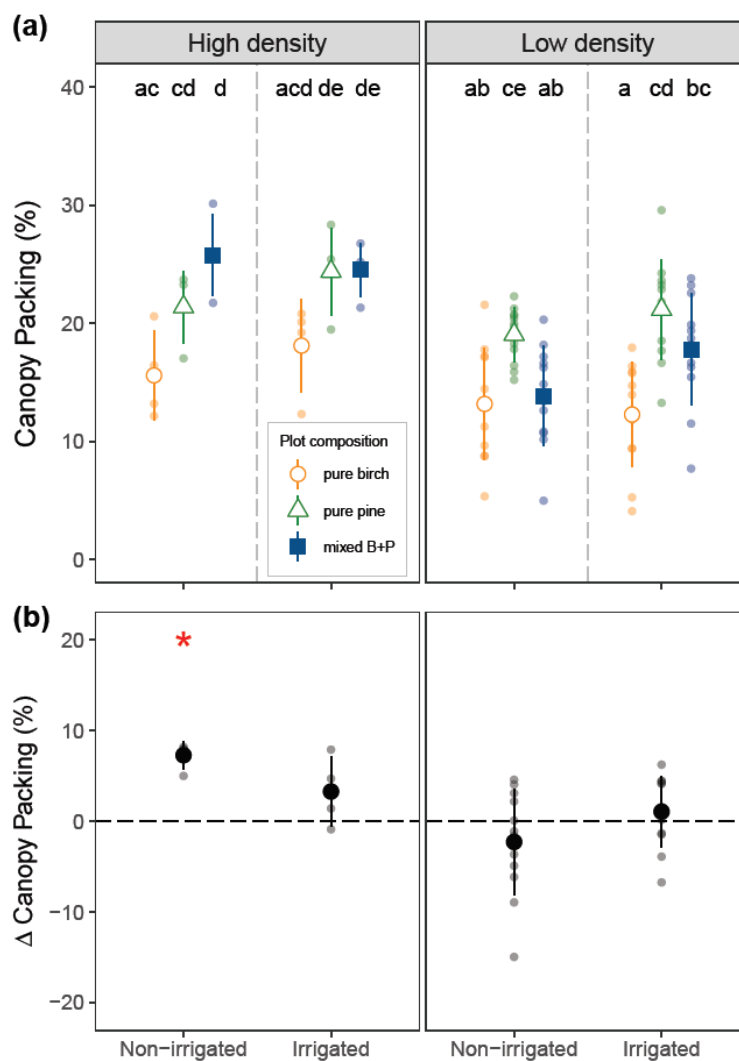 (a)
High density
Low density
ac cd d acd de de
ab ce ab a cd bc
40
30
20
10
0
Canopy Packing (%)
Plot composition
pure birch
pure pine
mixed B+P
(b)
*
20
10
0
−10
−20
Δ Canopy Packing (%)
Non−irrigated Irrigated
Non−irrigated Irrigated